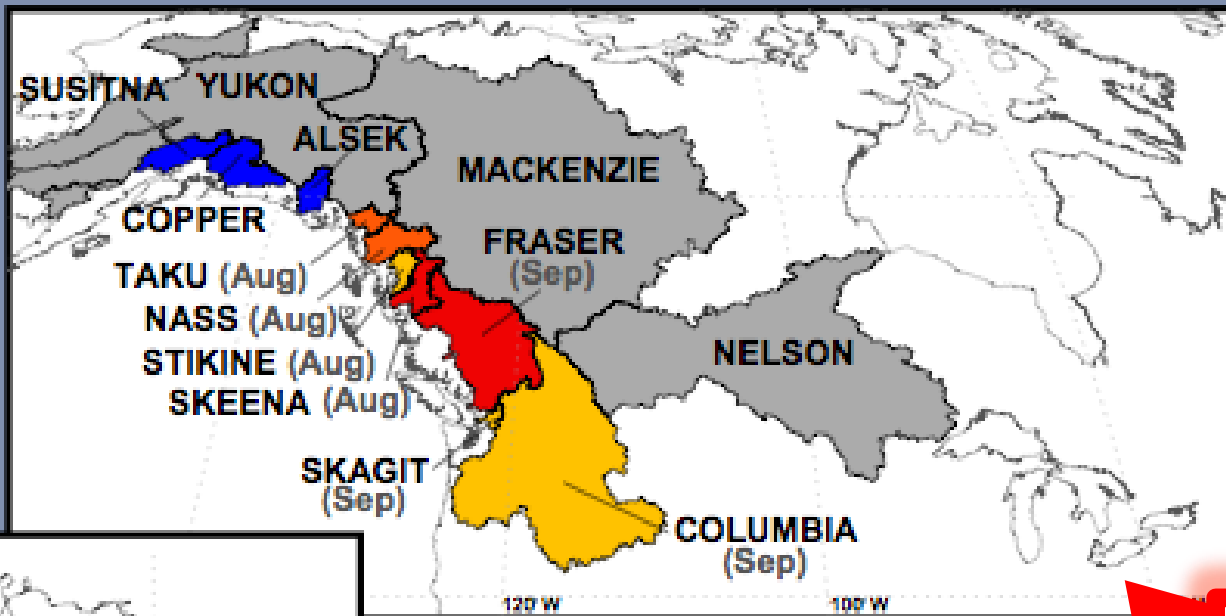 SUSITNA
YUKON
ALSEK
MACKENZIE
COPPER
FRASER
(Sep)
TAKU (Aug)
NASS (Aug)
STIKINE (Aug)
SKEENA (Aug)
NELSON
SKAGIT
(Sep)
COLUMBIA
(Sep)
120°W
100°W